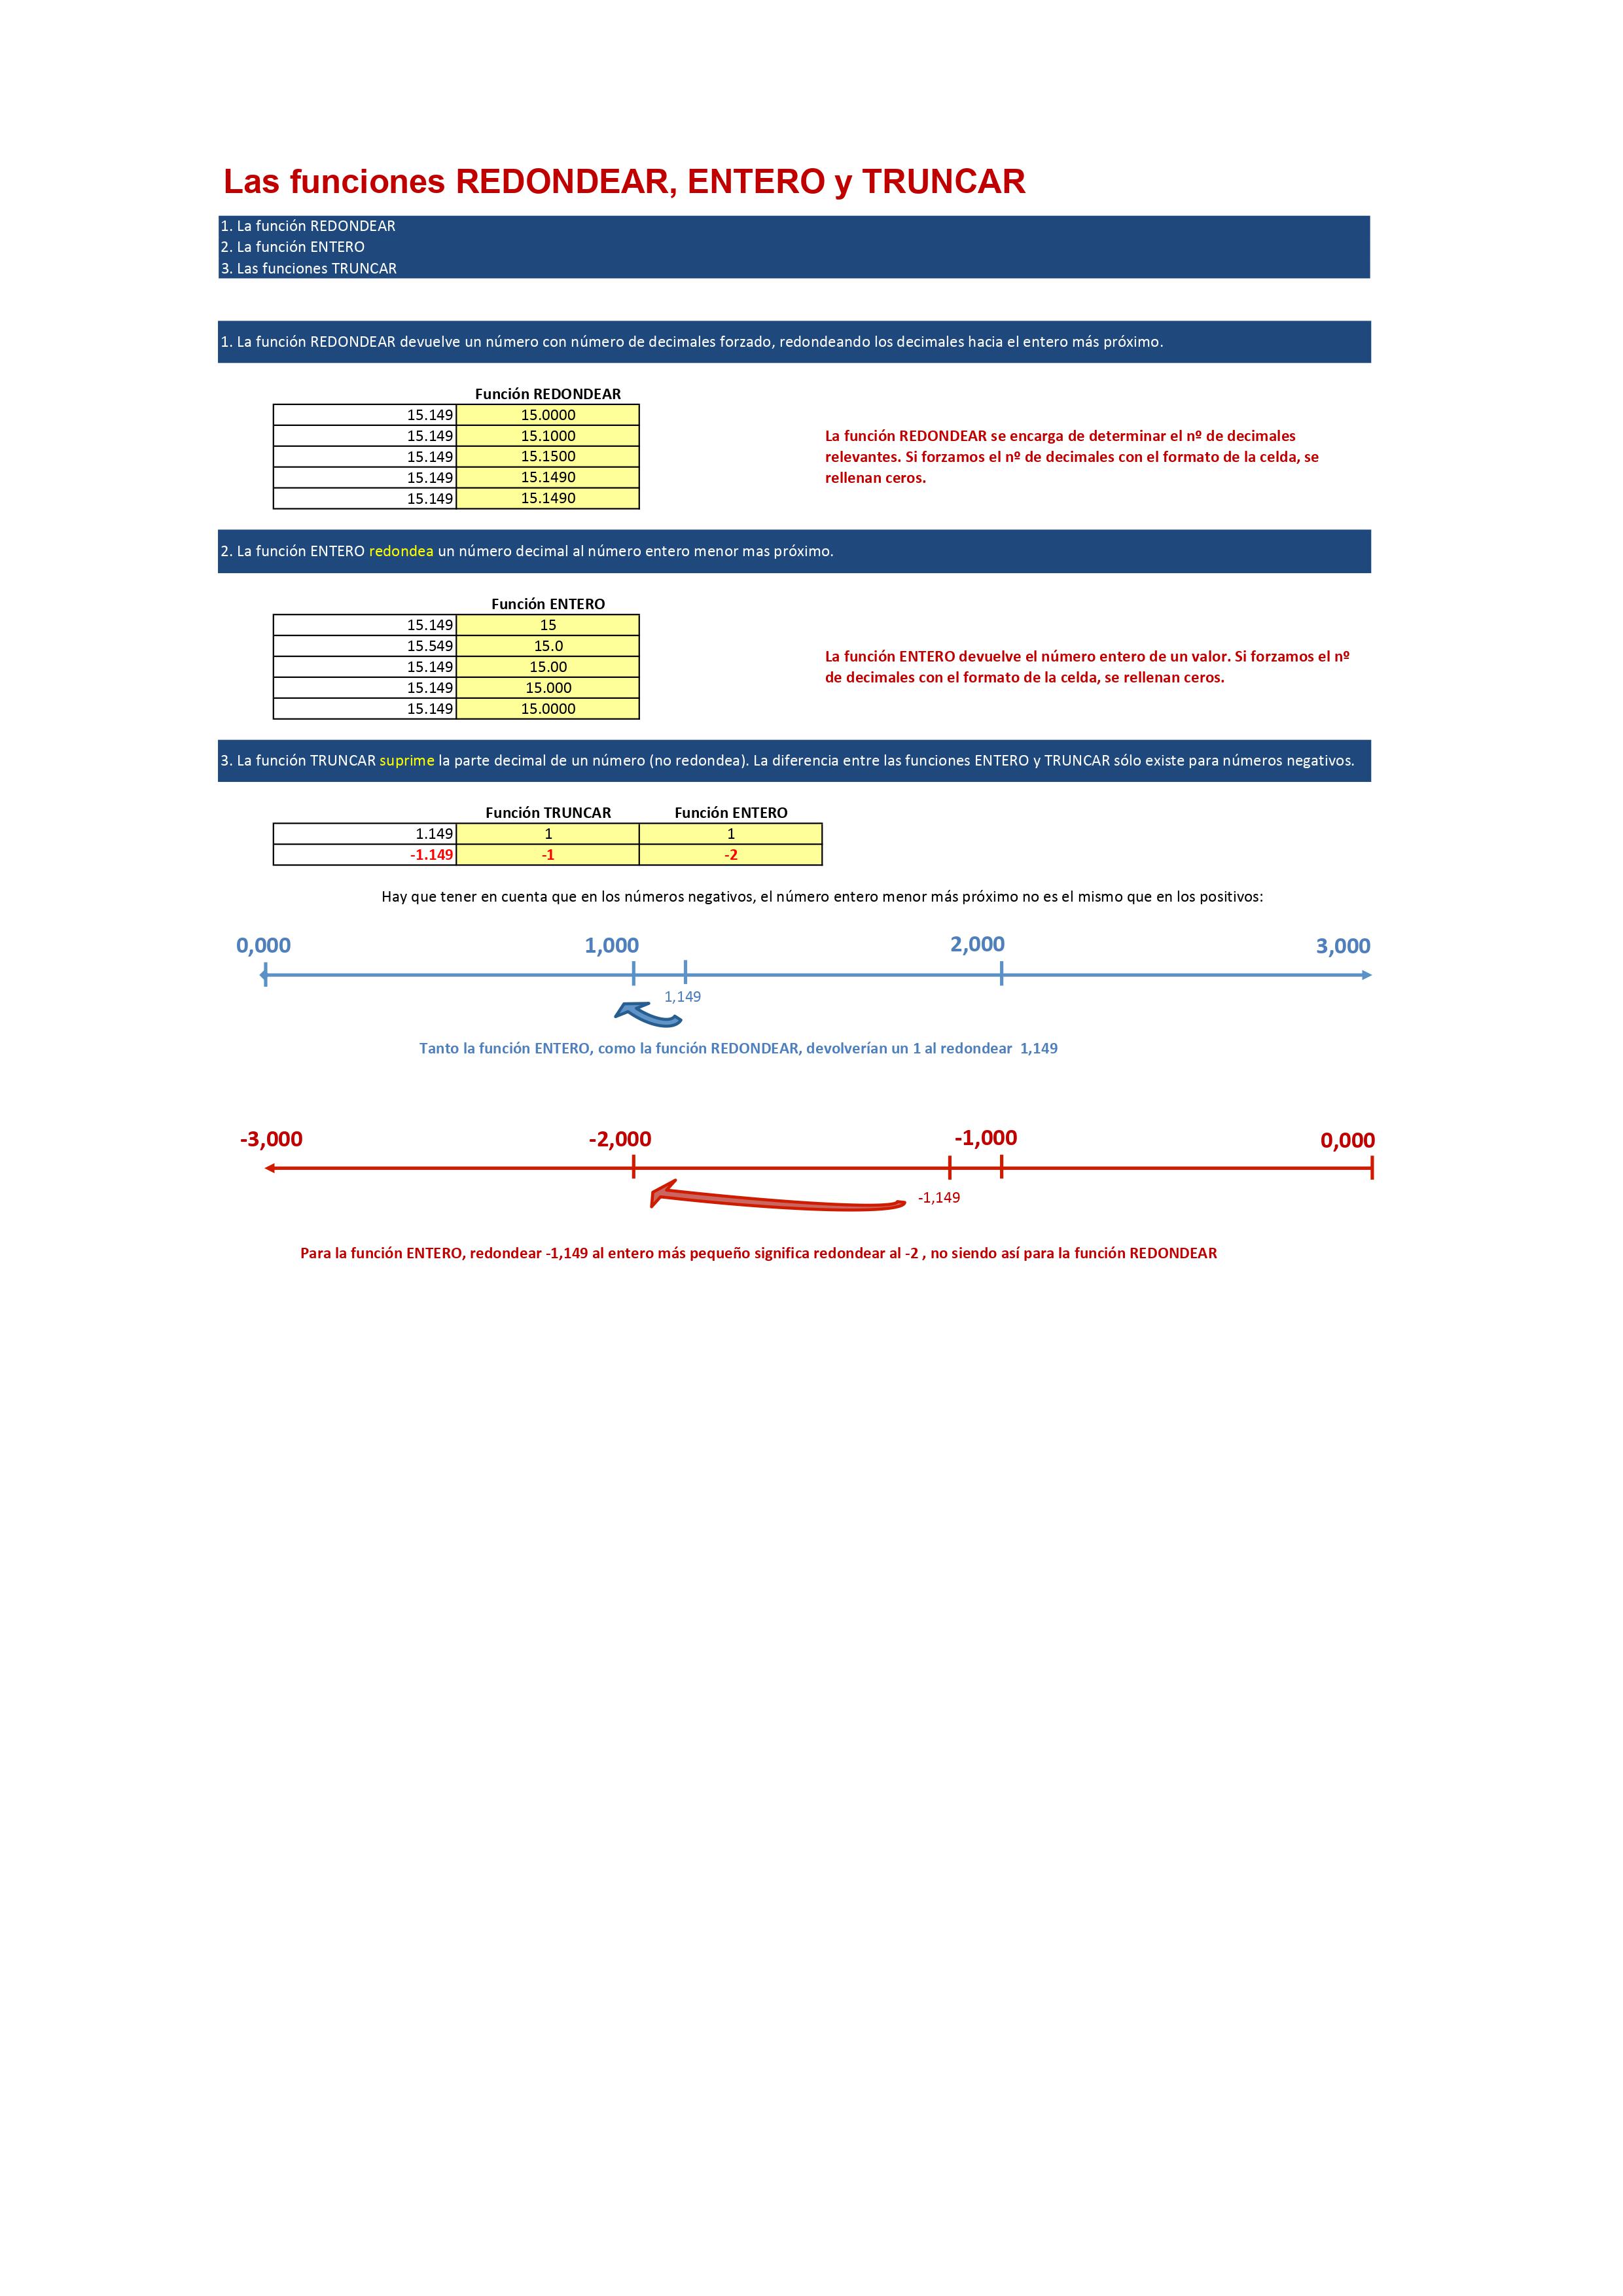 Las funciones REDONDEAR, ENTERO y TRUNCAR
1. La función REDONDEAR
2. La función ENTERO
3. Las funciones TRUNCAR
1. La función REDONDEAR devuelve un número con número de decimales forzado, redondeando los decimales hacia el entero más próximo.
Función REDONDEAR
15.149 15.0000
15.149 15.1000
15.149 15.1500
15.149 15.1490
15.149 15.1490
La función REDONDEAR se encarga de determinar el nº de decimales
relevantes. Si forzamos el nº de decimales con el formato de la celda, se
rellenan ceros.
2. La función ENTERO redondea un número decimal al número entero menor mas próximo.
Función ENTERO
15.149 15
15.549 15.0
15.149 15.00
15.149 15.000
15.149 15.0000
La función ENTERO devuelve el número entero de un valor. Si forzamos el nº
de decimales con el formato de la celda, se rellenan ceros.
3. La función TRUNCAR suprime la parte decimal de un número (no redondea). La diferencia entre las funciones ENTERO y TRUNCAR sólo existe para números negativos.
Función TRUNCAR Función ENTERO
1.149 1 1
-1.149 -1 -2
Hay que tener en cuenta que en los números negativos, el número entero menor más próximo no es el mismo que en los positivos:
0,000 1,000 2,000 3,000
1,149
Tanto la función ENTERO, como la función REDONDEAR, devolverían un 1 al redondear 1,149
-3,000 -2,000 -1,000 0,000
-1,149
Para la función ENTERO, redondear -1,149 al entero más pequeño significa redondear al -2 , no siendo así para la función REDONDEAR